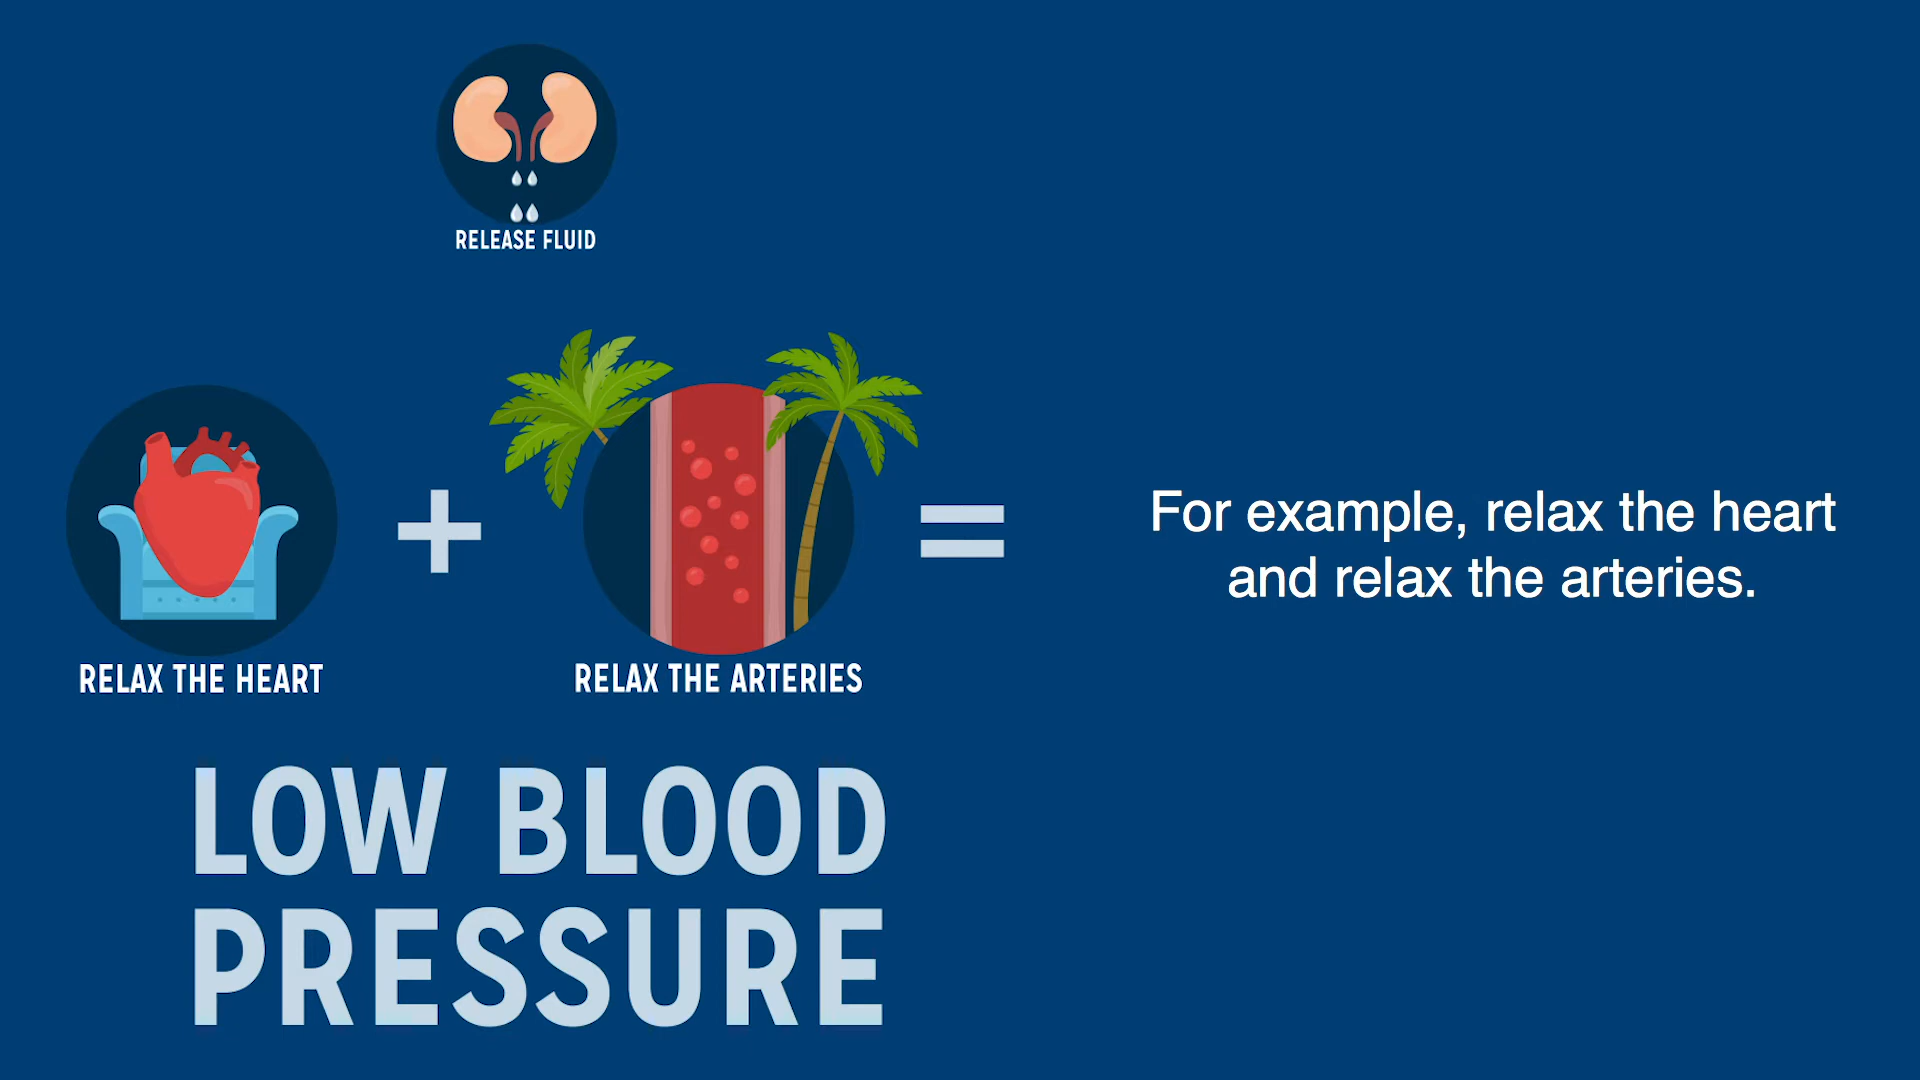 RELEASE FLUID
+
=
RELAX THE HEART
RELAX THE ARTERIES
For example, relax the heart
and relax the arteries.
LOW BLOOD
PRESSURE